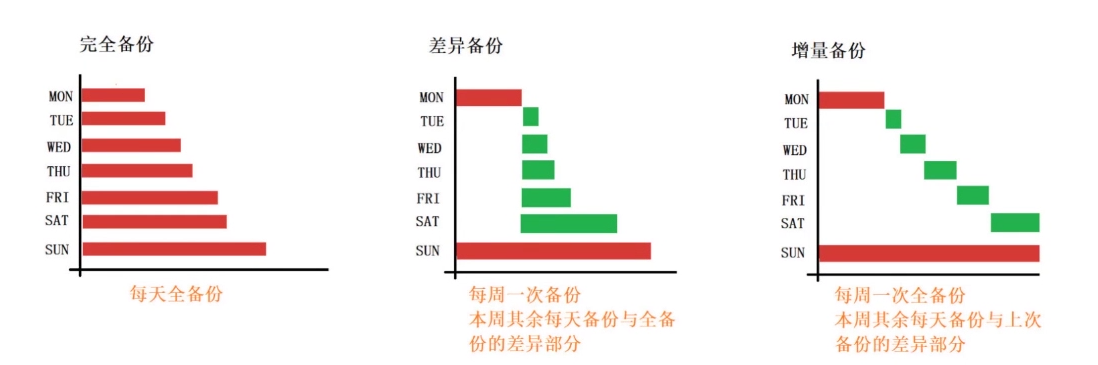 完全备份
MON
TUE
WED
THU
FRI
SAT
SUN
每天全备份
差异备份
MON
TUE
WED
THU
FRI
SAT
SUN
每周一次备份
本周其余每天备份与全备
份的差异部分
增量备份
MON
TUE
WED
THU
FRI
SAT
SUN
每周一次全备份
本周其余每天备份与上次
备份的差异部分